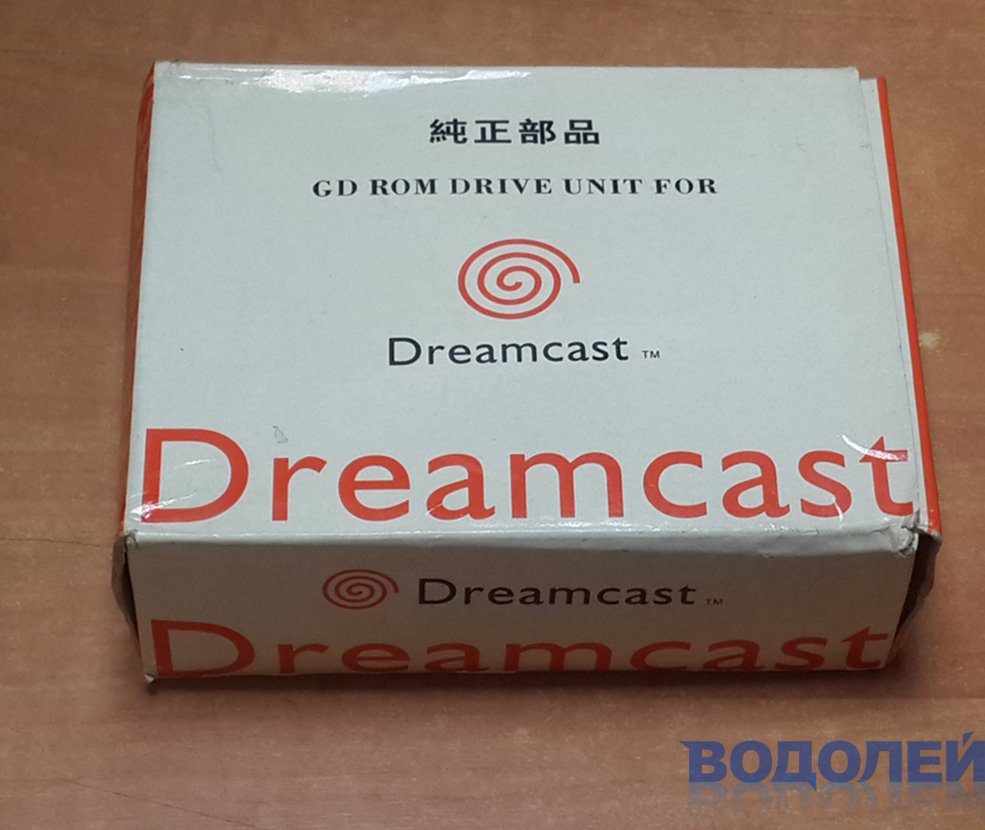 純正部品
GD ROM DRIVE UNIT FOR
Dreamcast ™
Dreamcast
Dreamcast ™
Dreamcast
ВОДОЛЕЙ